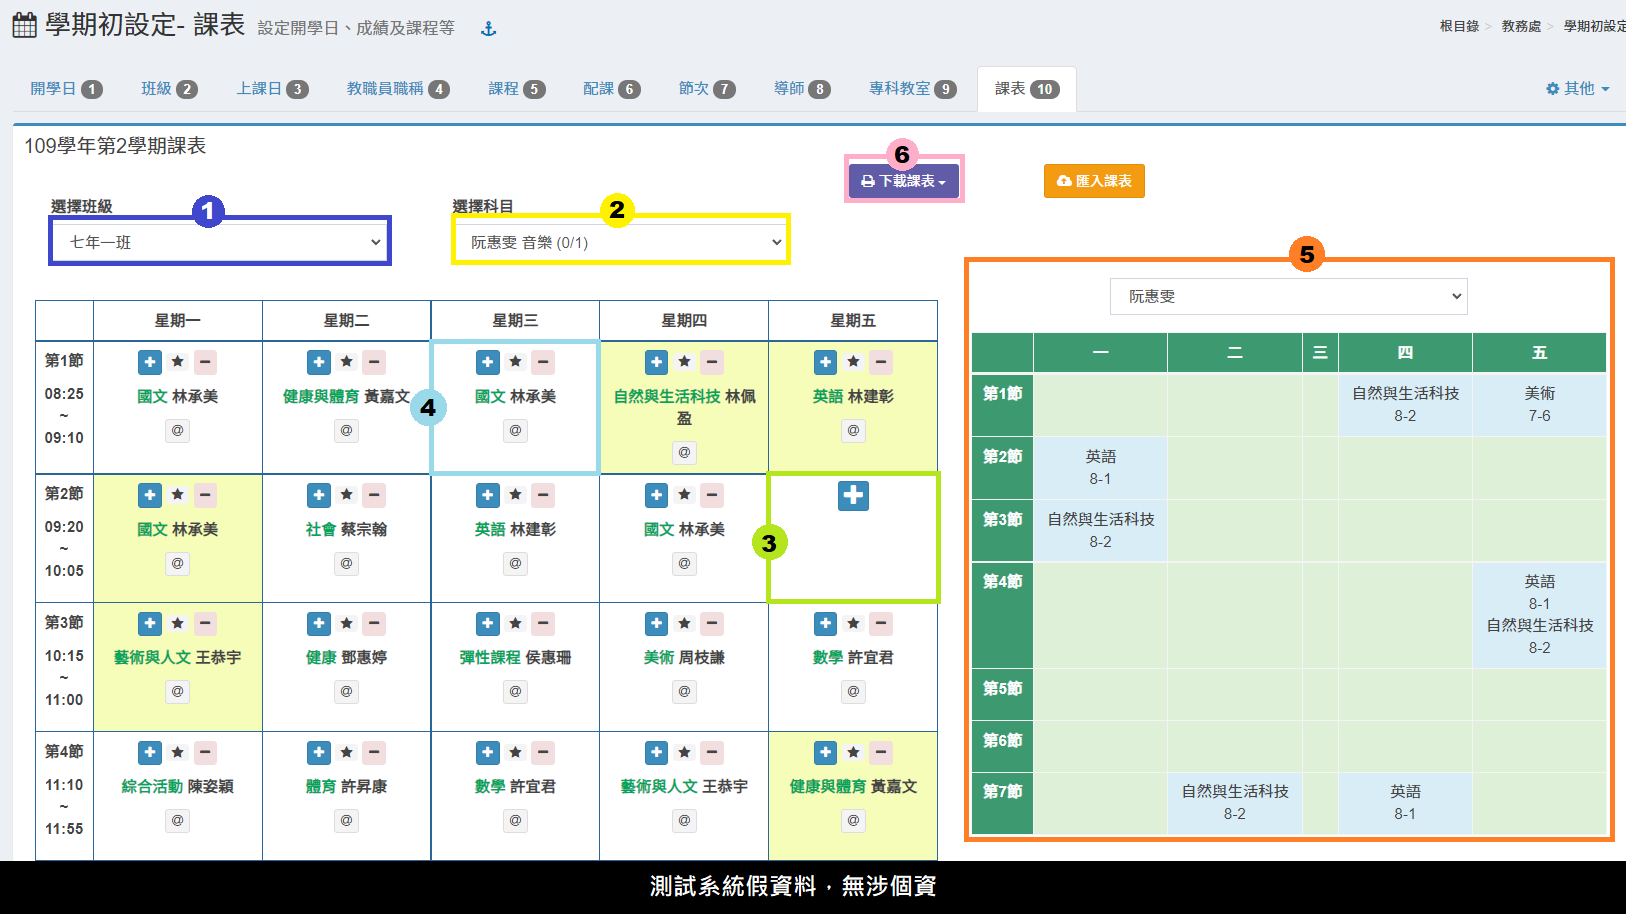 學期初設定- 課表 設定開學日、成績及課程等
根目錄 > 教務處 > 學期初設定
開學日 1 班級 2 上課日 3 教職員職稱 4 課程 5 配課 6 節次 7 導師 8 專科教室 9 課表 10 其他
109學年第2學期課表
6
下載課表
匯入課表
選擇班級 1
七年一班
選擇科目 2
阮惠雯 音樂 (0/1)
星期一 星期二 星期三 星期四 星期五
第1節
08:25
~
09:10
國文 林承美
@
健康與體育 黃嘉文
@
4
國文 林承美
@
自然與生活科技 林佩
盈
@
英語 林建彰
@
第2節
09:20
~
10:05
國文 林承美
@
社會 蔡宗翰
@
英語 林建彰
@
國文 林承美
@
3
第3節
10:15
~
11:00
藝術與人文 王恭宇
@
健康 鄧惠婷
@
彈性課程 侯惠珊
@
美術 周枝謙
@
數學 許宜君
@
第4節
11:10
~
11:55
綜合活動 陳姿穎
@
體育 許昇康
@
數學 許宜君
@
藝術與人文 王恭宇
@
健康與體育 黃嘉文
@
5
阮惠雯
一 二 三 四 五
第1節
自然與生活科技
8-2
美術
7-6
第2節
英語
8-1
第3節
自然與生活科技
8-2
第4節
英語
8-1
自然與生活科技
8-2
第5節
第6節
第7節
自然與生活科技
8-2
英語
8-1
測試系統假資料，無涉個資